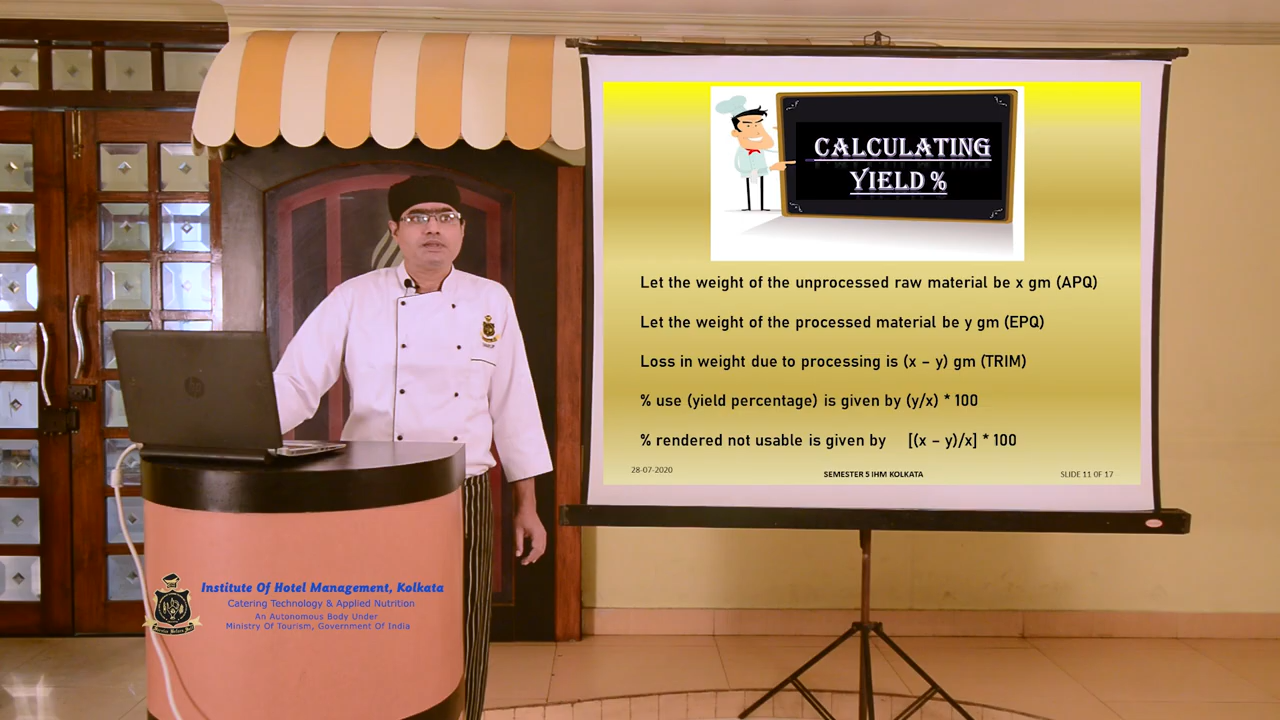 CALCULATING
YIELD %
Let the weight of the unprocessed raw material be x gm (APQ)
Let the weight of the processed material be y gm (EPQ)
Loss in weight due to processing is (x – y) gm (TRIM)
% use (yield percentage) is given by (y/x) * 100
% rendered not usable is given by [(x – y)/x] * 100
28-07-2020
SEMESTER 5 IHM KOLKATA
SLIDE 11 OF 17
hp
Institute Of Hotel Management, Kolkata
Catering Technology & Applied Nutrition
An Autonomous Body Under
Ministry Of Tourism, Government Of India